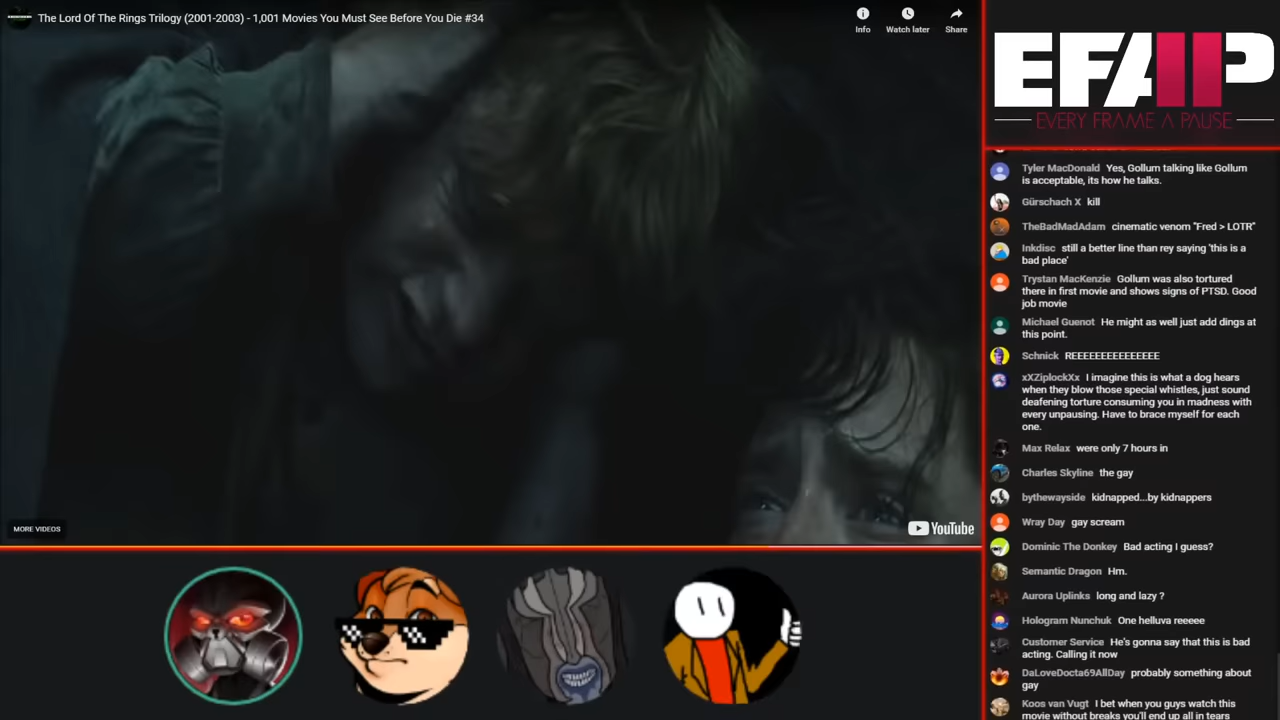 The Lord Of The Rings Trilogy (2001-2003) - 1,001 Movies You Must See Before You Die #34
Info
Watch later
Share
MORE VIDEOS
YouTube
EFAP
EVERY FRAME A PAUSE
Tyler MacDonald Yes, Gollum talking like Gollum
is acceptable, its how he talks.
Gürschach X kill
TheBadMadAdam cinematic venom "Fred > LOTR"
Inkdisc still a better line than rey saying 'this is a
bad place'
Trystan MacKenzie Gollum was also tortured
there in first movie and shows signs of PTSD. Good
job movie
Michael Guenot He might as well just add dings at
this point.
Schnick REEEEEEEEEEEEEEE
xXZiplockXx I imagine this is what a dog hears
when they blow those special whistles, just sound
deafening torture consuming you in madness with
every unpausing. Have to brace myself for each
one.
Max Relax were only 7 hours in
Charles Skyline the gay
bythewayside kidnapped...by kidnappers
Wray Day gay scream
Dominic The Donkey Bad acting I guess?
Semantic Dragon Hm.
Aurora Uplinks long and lazy ?
Hologram Nunchuk One helluva reeeee
Customer Service He's gonna say that this is bad
acting. Calling it now
DaLoveDocta69AllDay probably something about
gay
Koos van Vugt I bet when you guys watch this
movie without breaks you'll end up all in tears